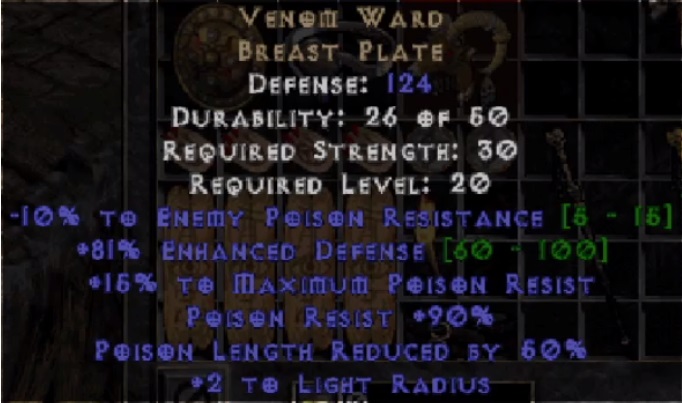 Venom Ward
Breast Plate
Defense: 124
Durability: 26 of 50
Required Strength: 30
Required Level: 20
-10% to Enemy Poison Resistance [5 - 15]
+81% Enhanced Defense [60 - 100]
+15% to Maximum Poison Resist
Poison Resist +90%
Poison Length Reduced by 50%
+2 to Light Radius